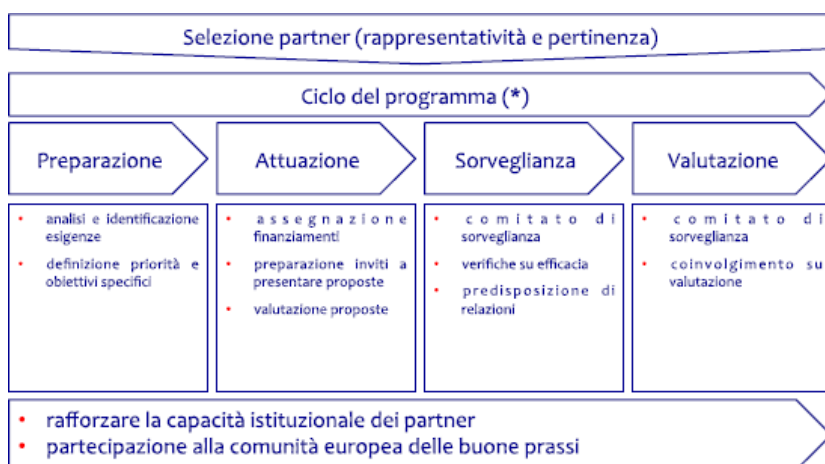 Selezione partner (rappresentatività e pertinenza)
Ciclo del programma (*)
Preparazione
Attuazione
Sorveglianza
Valutazione
• analisi e identificazione
esigenze
• definizione priorità e
obiettivi specifici
• assegnazione
finanziamenti
• preparazione inviti a
presentare proposte
• valutazione proposte
• comitato di
sorveglianza
• verifiche su efficacia
• predisposizione di
relazioni
• comitato di
sorveglianza
• coinvolgimento su
valutazione
• rafforzare la capacità istituzionale dei partner
• partecipazione alla comunità europea delle buone prassi